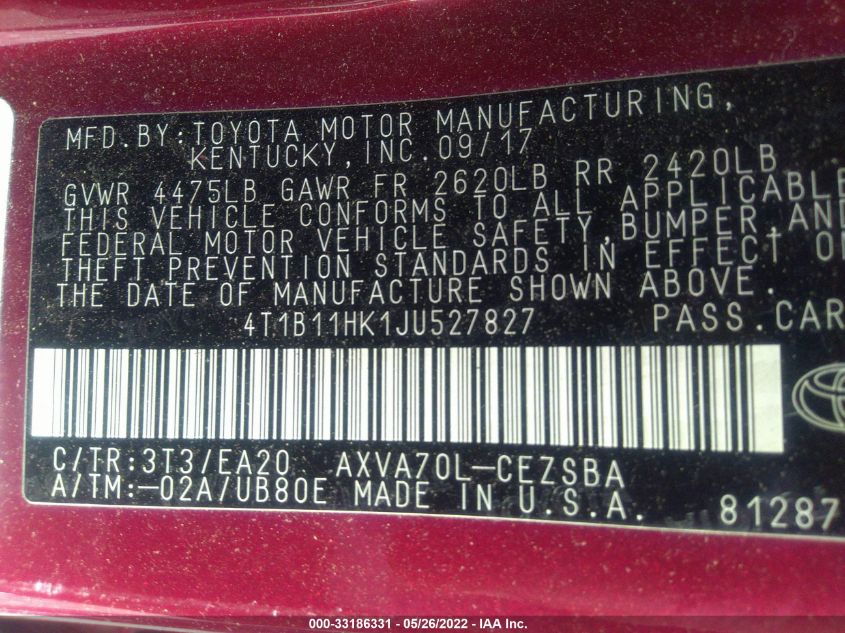 MFD.BY:TOYOTA MOTOR MANUFACTURING,
KENTUCKY,INC.09/17
GVWR 4475LB GAWR FR 2620LB RR 2420LB
THIS VEHICLE CONFORMS TO ALL APPLICABLE
FEDERAL MOTOR VEHICLE SAFETY,BUMPER,AND
THEFT PREVENTION STANDARDS IN EFFECT ON
THE DATE OF MANUFACTURE SHOWN ABOVE.
4T1B11HK1JU527827 PASS.CAR
C/TR:3T3/EA20 AXVA70L-CEZSBA
A/TM:-02A/UB80E MADE IN U.S.A. 81287
000-33186331 / 05/26/2022 - IAA Inc.